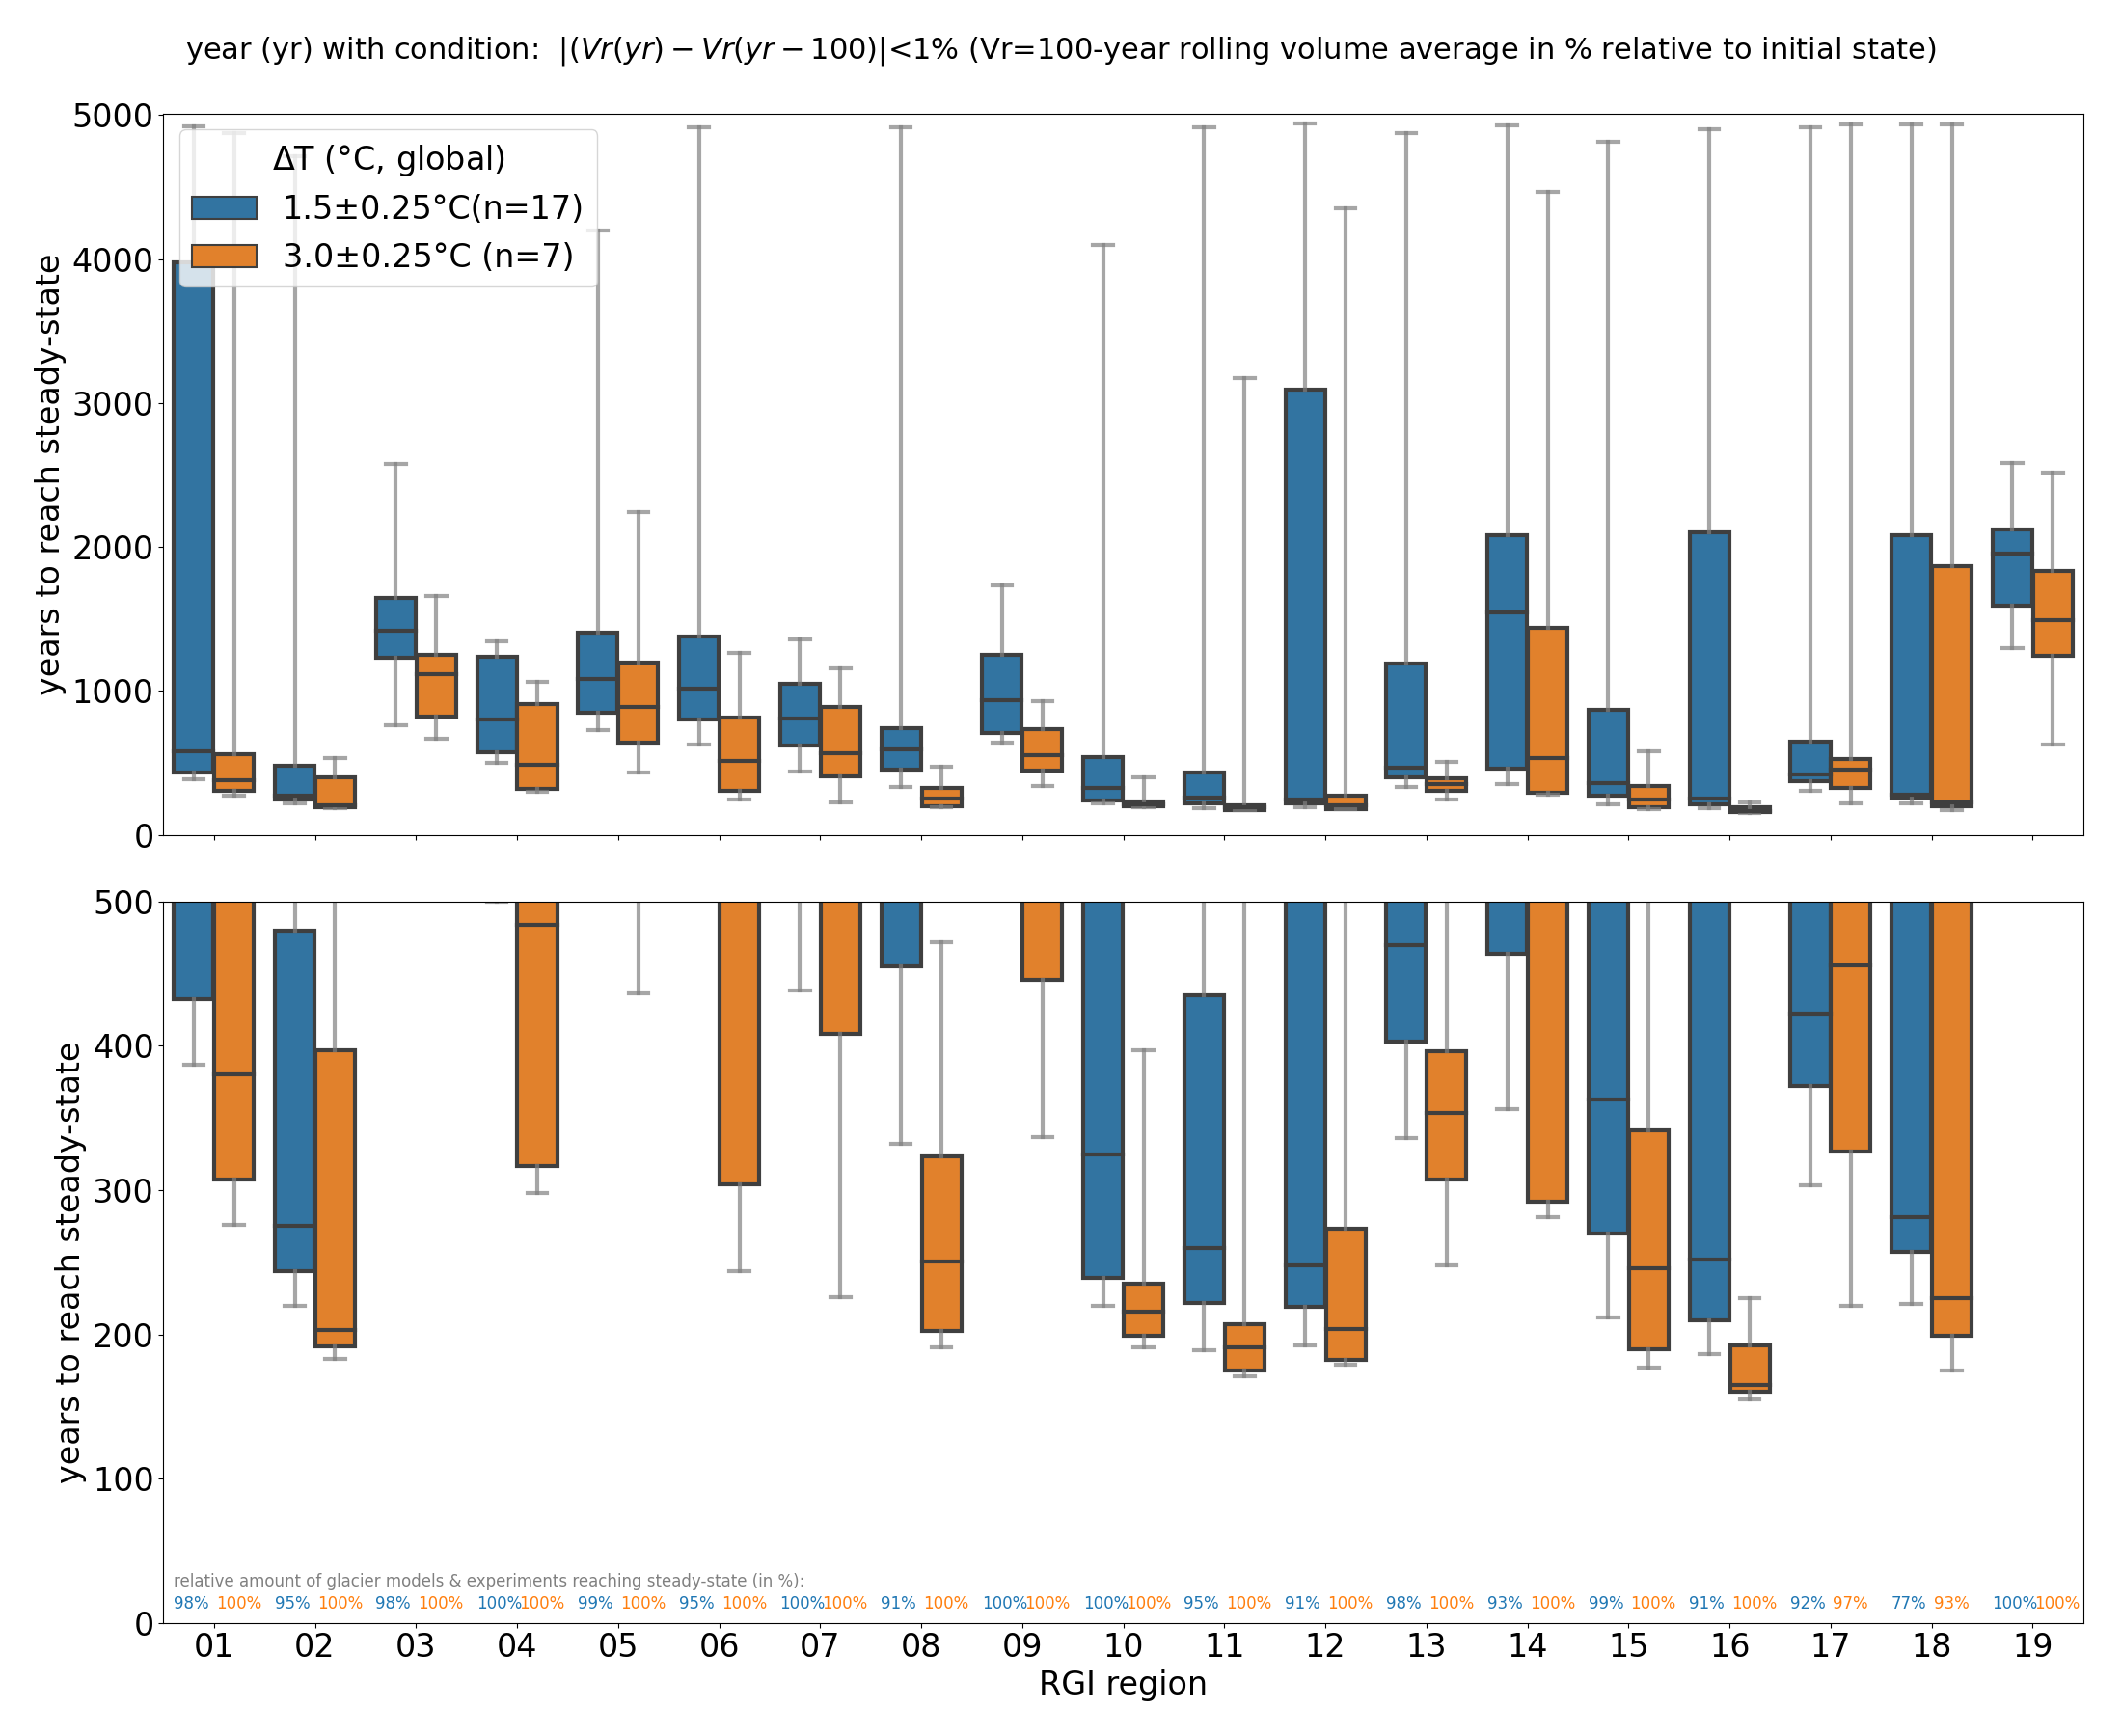 year (yr) with condition: |(Vr(yr) − Vr(yr − 100)|<1% (Vr=100-year rolling volume average in % relative to initial state)
5000
4000
3000
2000
1000
0
years to reach steady-state
ΔT (°C, global)
1.5±0.25°C(n=17)
3.0±0.25°C (n=7)
500
400
300
200
100
0
years to reach steady-state
relative amount of glacier models & experiments reaching steady-state (in %):
98% 100% 95% 100% 98% 100% 100% 100% 99% 100% 95% 100% 100% 100% 91% 100% 100% 100% 100% 100% 95% 100% 91% 100% 98% 100% 93% 100% 99% 100% 91% 100% 92% 97% 77% 93% 100% 100%
01 02 03 04 05 06 07 08 09 10 11 12 13 14 15 16 17 18 19
RGI region